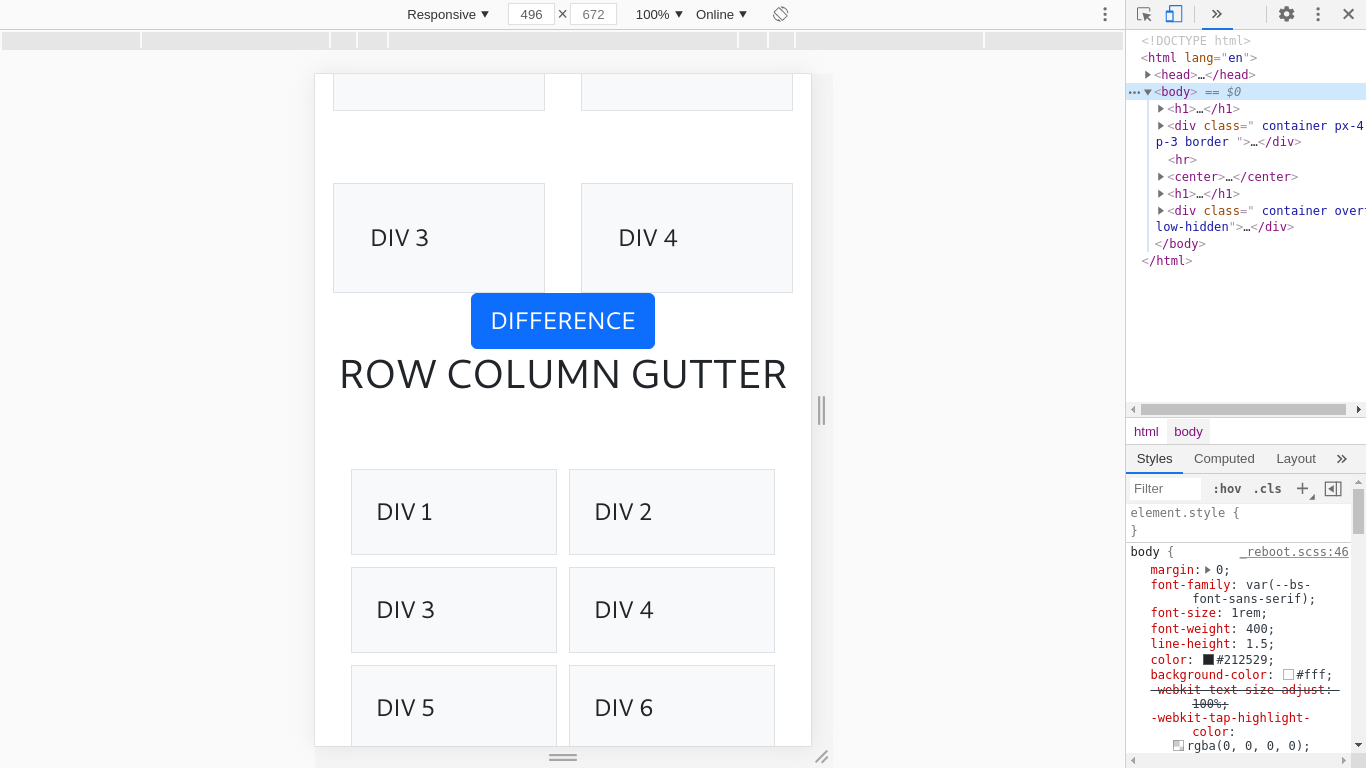 Responsive ▼ 496 × 672 100% ▼ Online ▼
DIV 3 DIV 4
DIFFERENCE
ROW COLUMN GUTTER
DIV 1 DIV 2
DIV 3 DIV 4
DIV 5 DIV 6
<!DOCTYPE html>
<html lang="en">
▶<head>…</head>
…▼<body> == $0
▶<h1>…</h1>
▶<div class=" container px-4
p-3 border ">…</div>
<hr>
▶<center>…</center>
▶<h1>…</h1>
▶<div class=" container over
low-hidden">…</div>
</body>
</html>
html body
Styles Computed Layout »
Filter :hov .cls +
element.style {
}
body { _reboot.scss:46
margin:▶0;
font-family: var(--bs-
font-sans-serif);
font-size: 1rem;
font-weight: 400;
line-height: 1.5;
color: #212529;
background-color: #fff;
-webkit-text-size-adjust:
100%;
-webkit-tap-highlight-
color:
rgba(0, 0, 0, 0);